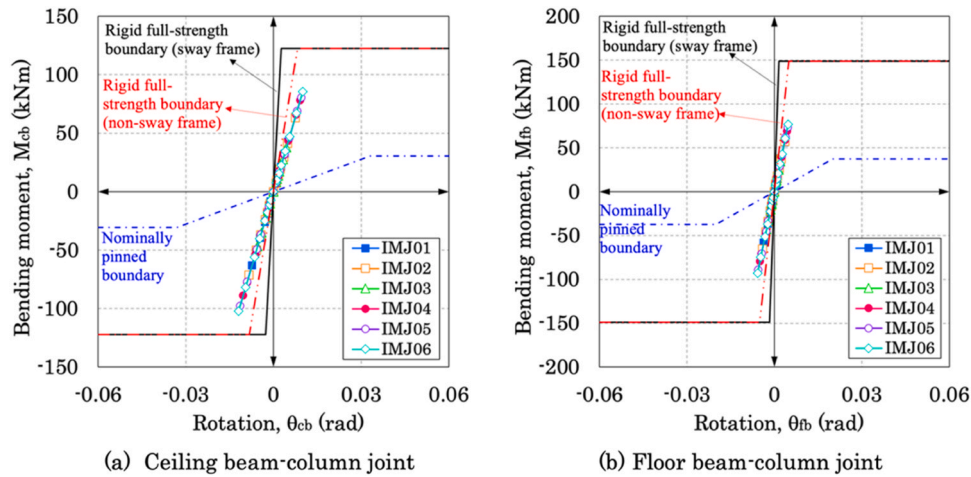 150
100
50
0
-50
-100
-150
Bending moment, Mcb (kNm)
Rigid full-strength
boundary (sway frame)
Rigid full-
strength boundary
(non-sway frame)
Nominally
pinned
boundary
IMJ01
IMJ02
IMJ03
IMJ04
IMJ05
IMJ06
-0.06 -0.03 0 0.03 0.06
Rotation, θcb (rad)
(a) Ceiling beam-column joint
200
150
100
50
0
-50
-100
-150
-200
Bending moment, Mfb (kNm)
Rigid full-strength
boundary (sway frame)
Rigid full-
strength boundary
(non-sway frame)
Nominally
pinned
boundary
IMJ01
IMJ02
IMJ03
IMJ04
IMJ05
IMJ06
-0.06 -0.03 0 0.03 0.06
Rotation, θfb (rad)
(b) Floor beam-column joint